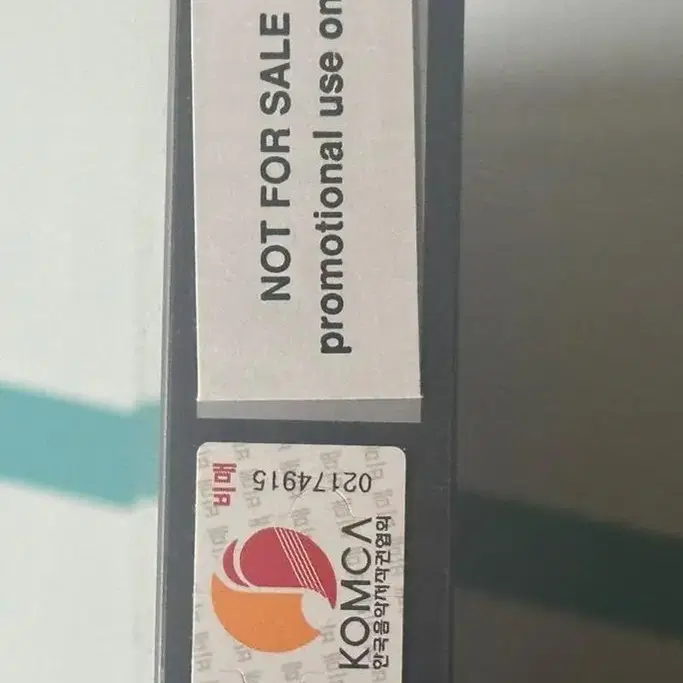 NOT FOR SALE
promotional use on
비매
02174915
KOMCA
한국음악저작권협회